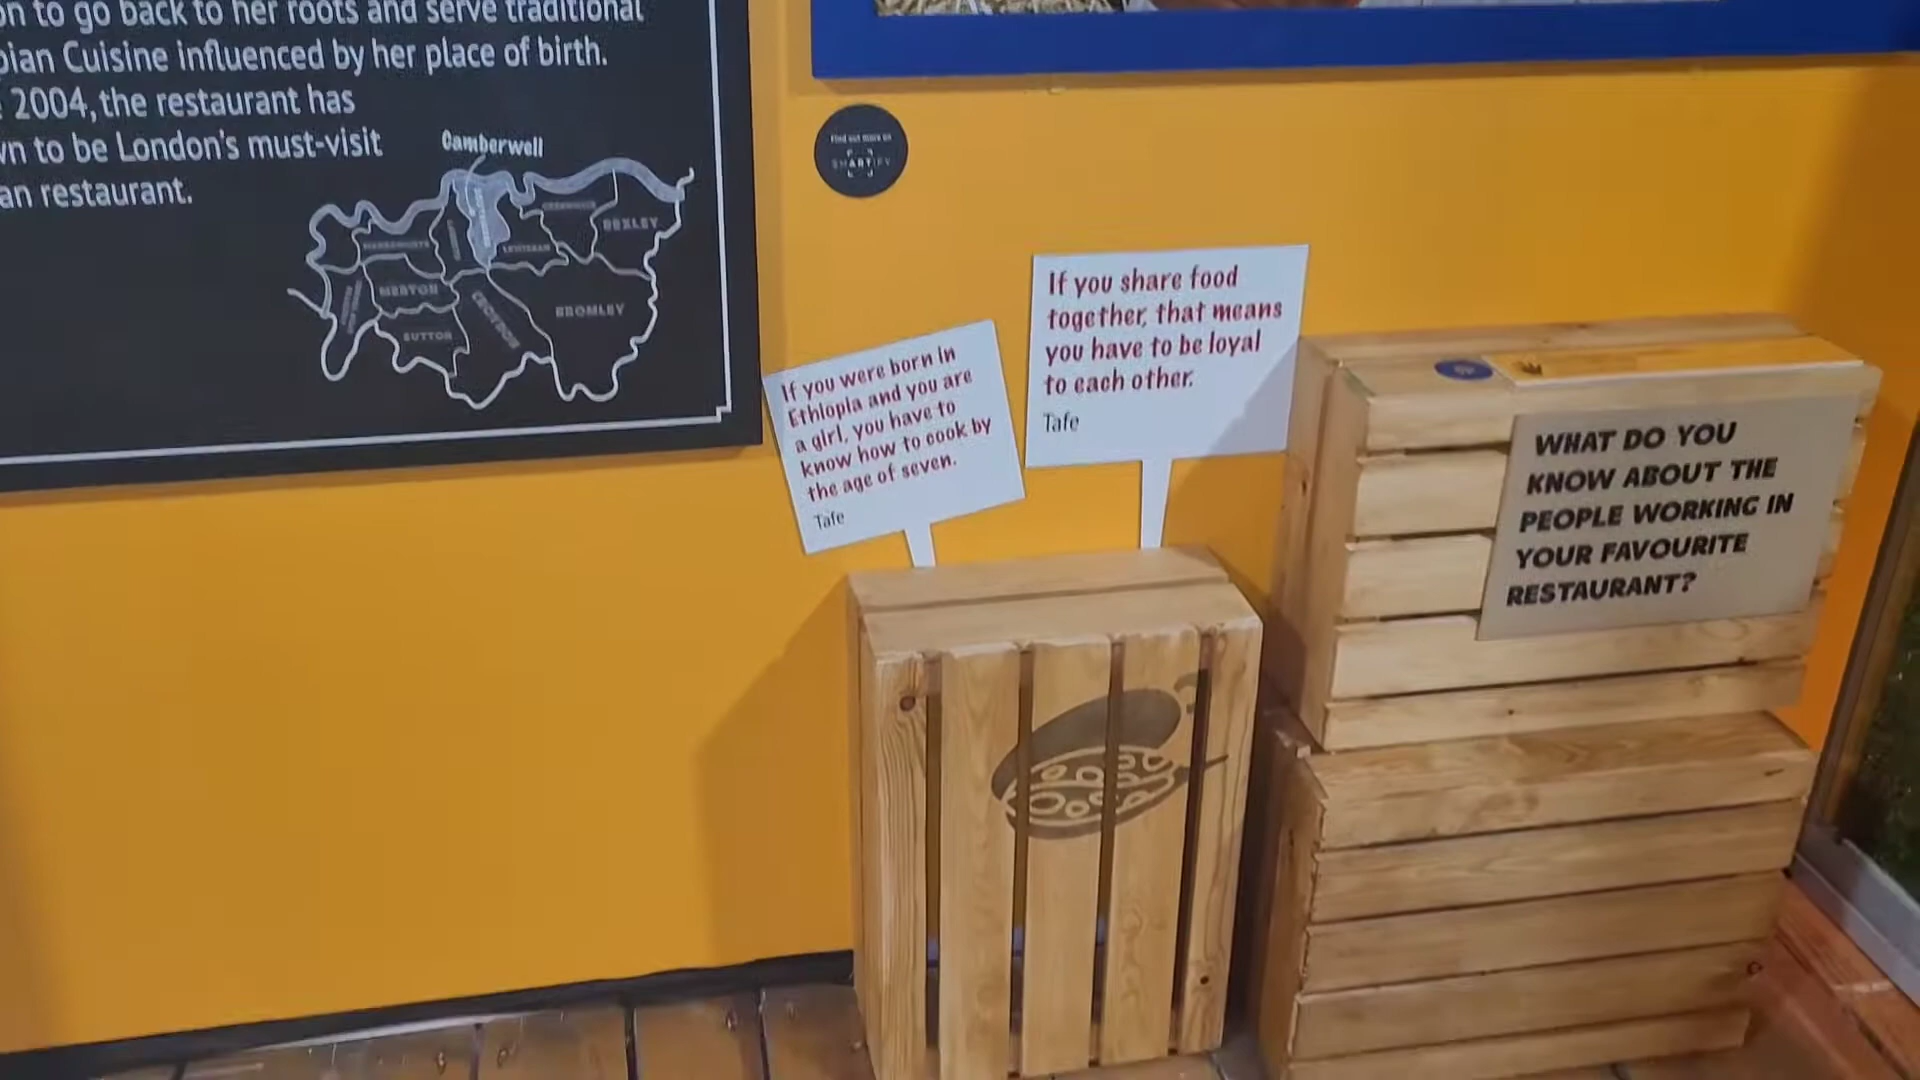 to go back to her roots and serve traditional
Cuisine influenced by her place of birth.
2004, the restaurant has
to be London's must-visit
restaurant.
Camberwell
BEXLEY
LEWISHAM
MERTON
CROYDON
BROMLEY
SUTTON
Find out more on
SMARTIFY
If you were born in
Ethiopia and you are
a girl, you have to
know how to cook by
the age of seven.
Tafe
If you share food
together, that means
you have to be loyal
to each other.
Tafe
WHAT DO YOU
KNOW ABOUT THE
PEOPLE WORKING IN
YOUR FAVOURITE
RESTAURANT?